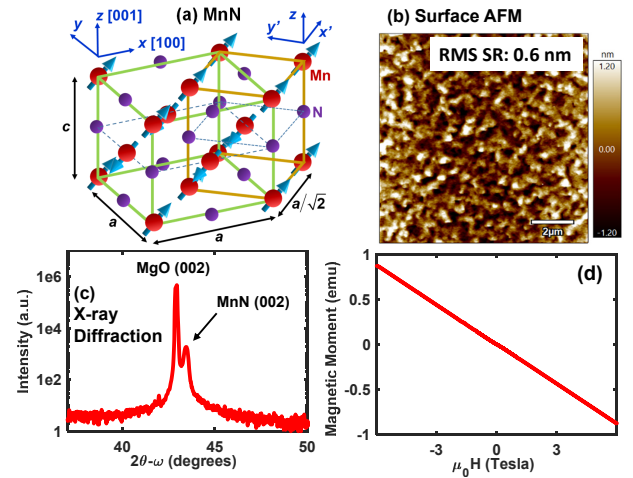 (a) MnN
z [001]
y
x [100]
z
y'
x'
Mn
N
c
a
a
a/√2
(b) Surface AFM
RMS SR: 0.6 nm
nm
1.20
0.00
-1.20
2μm
(c)
X-ray
Diffraction
MgO (002)
MnN (002)
Intensity (a.u.)
1e6
1e4
1e2
1
40
45
50
2θ-ω (degrees)
(d)
Magnetic Moment (emu)
1
0.5
0
-0.5
-1
-3
0
3
μ0H (Tesla)